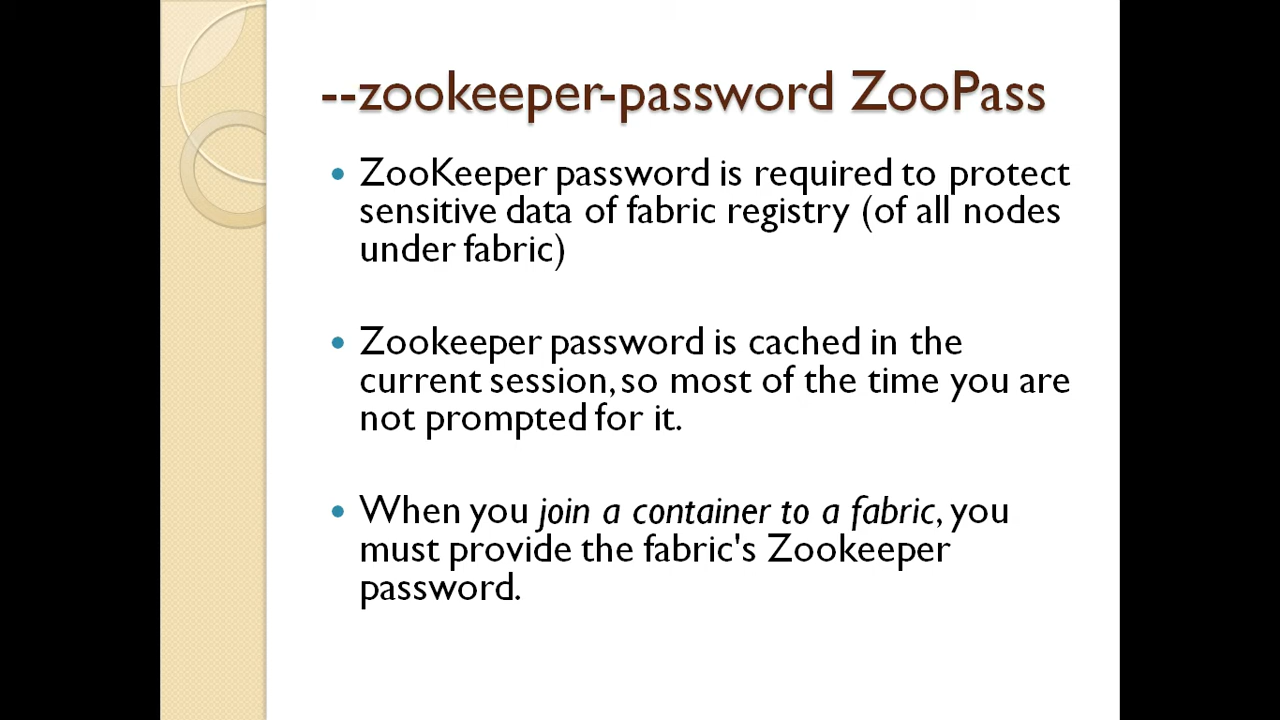 --zookeeper-password ZooPass
• ZooKeeper password is required to protect
sensitive data of fabric registry (of all nodes
under fabric)
• Zookeeper password is cached in the
current session, so most of the time you are
not prompted for it.
• When you join a container to a fabric, you
must provide the fabric's Zookeeper
password.